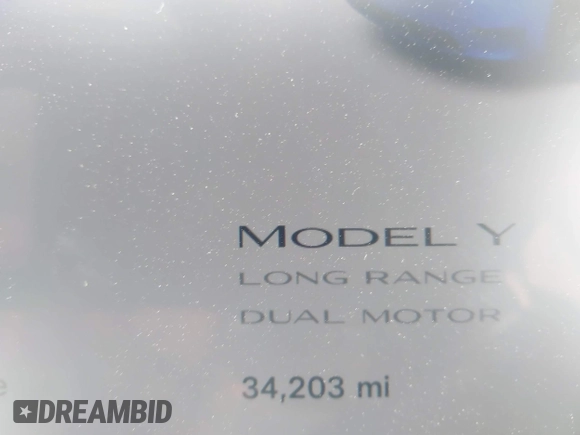 MODEL Y
LONG RANGE
DUAL MOTOR
34,203 mi
e
DREAMBID